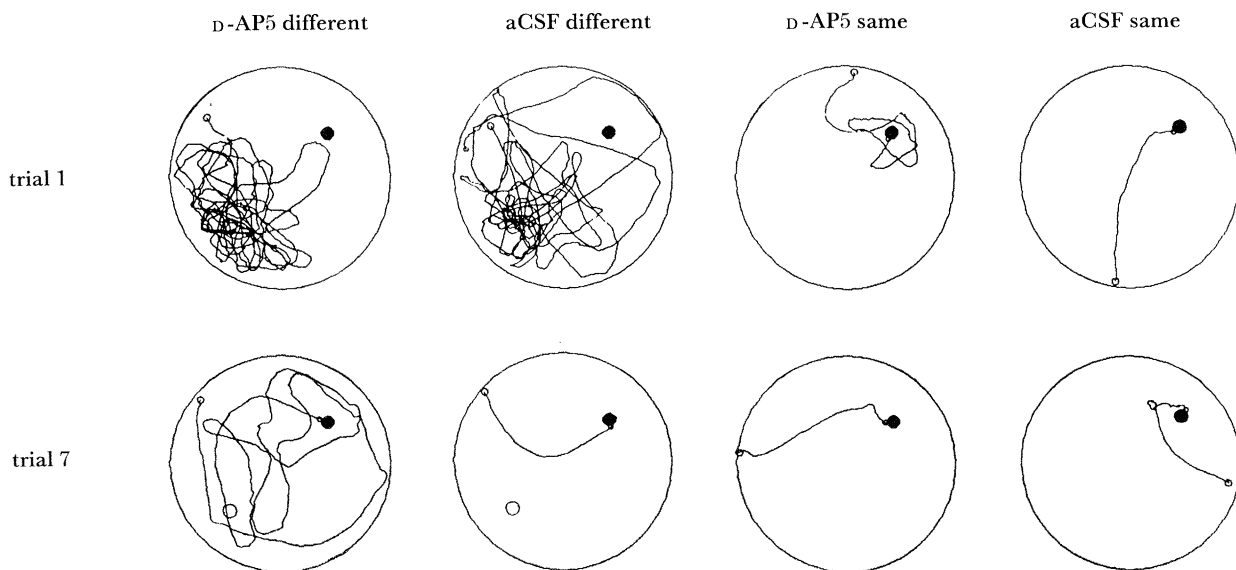 D-AP5 different aCSF different D-AP5 same aCSF same
trial 1
trial 7